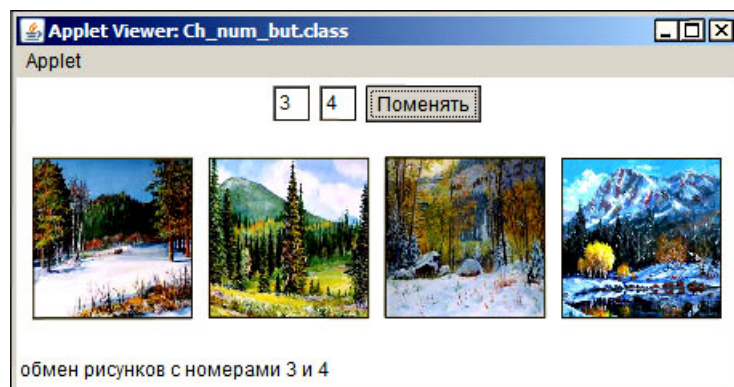 Applet Viewer: Ch_num_but.class
Applet
3 4 Поменять
обмен рисунков с номерами 3 и 4